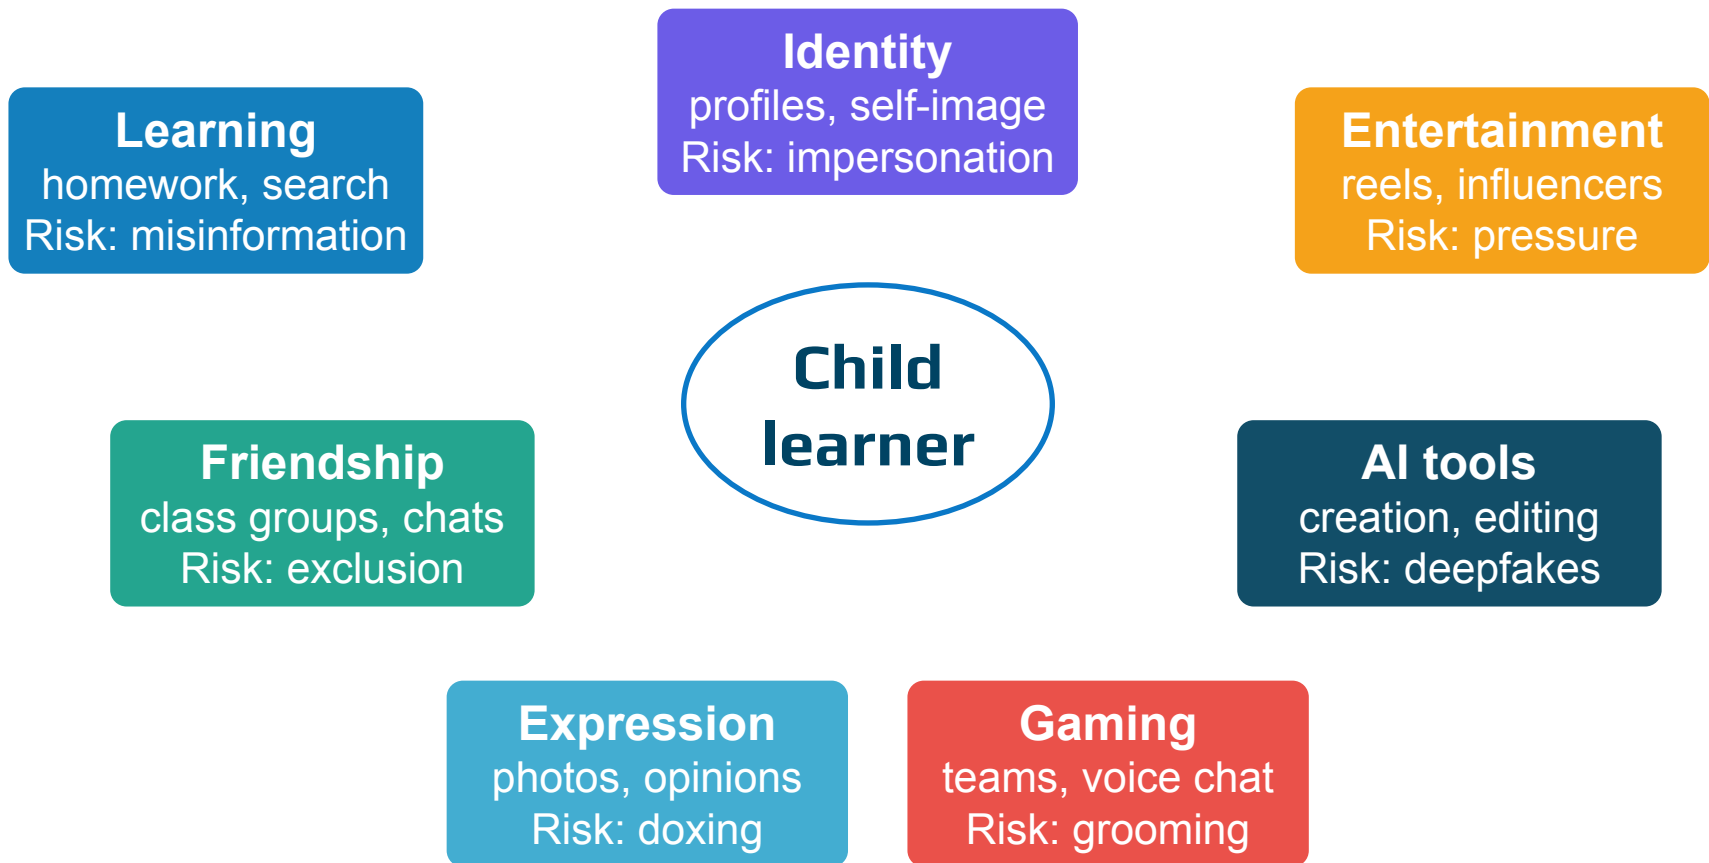 Identity
profiles, self-image
Risk: impersonation
Learning
homework, search
Risk: misinformation
Entertainment
reels, influencers
Risk: pressure
Child
learner
Friendship
class groups, chats
Risk: exclusion
AI tools
creation, editing
Risk: deepfakes
Expression
photos, opinions
Risk: doxing
Gaming
teams, voice chat
Risk: grooming